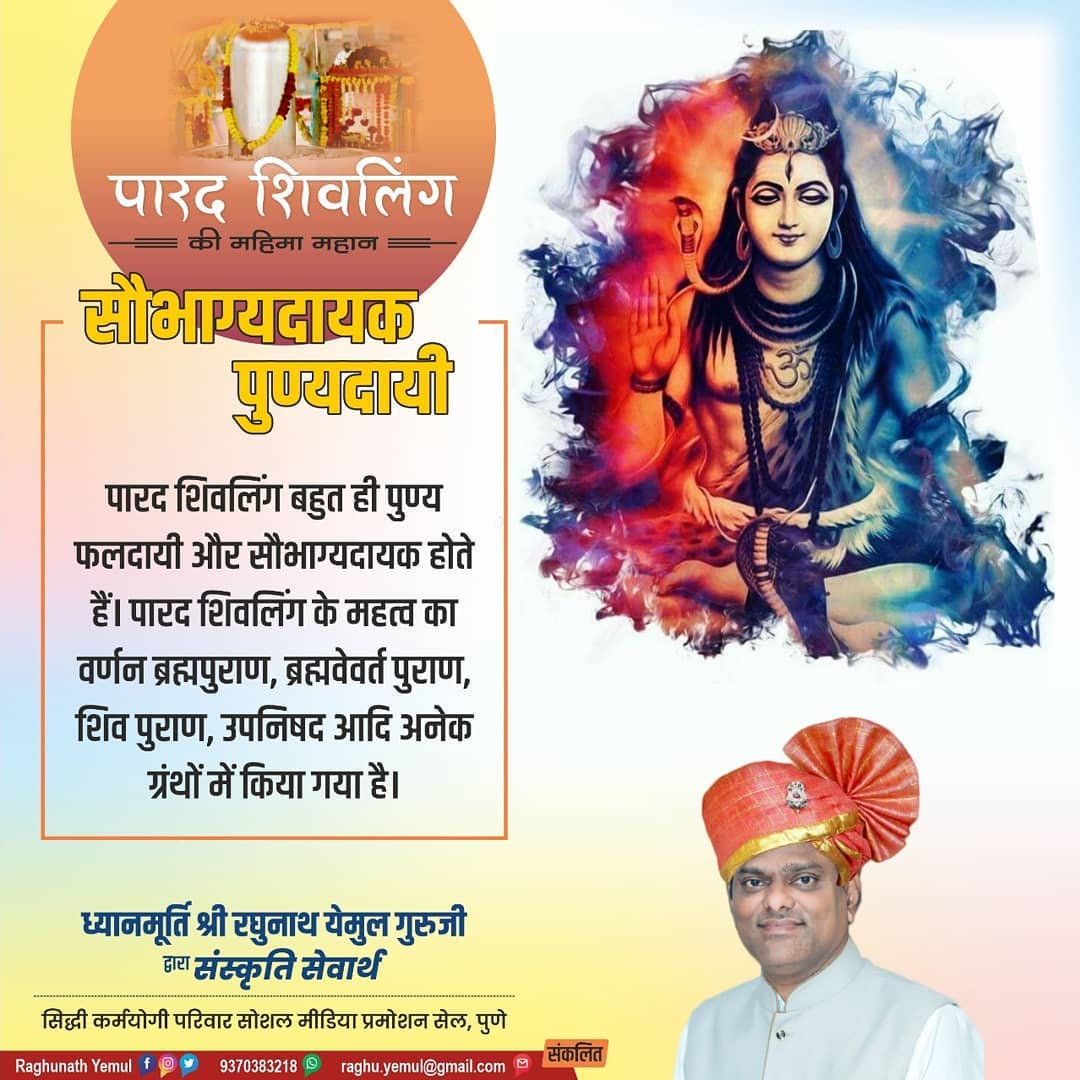 पारद शिवलिंग
की महिमा महान
सौभाग्यदायक
पुण्यदायी
पारद शिवलिंग बहुत ही पुण्य
फलदायी और सौभाग्यदायक होते
हैं। पारद शिवलिंग के महत्व का
वर्णन ब्रह्मपुराण, ब्रह्मवेवर्त पुराण,
शिव पुराण, उपनिषद आदि अनेक
ग्रंथों में किया गया है।
ॐ
ध्यानमूर्ति श्री रघुनाथ येमुल गुरुजी
द्वारा संस्कृति सेवार्थ
सिद्धी कर्मयोगी परिवार सोशल मीडिया प्रमोशन सेल, पुणे
Raghunath Yemul 9370383218 raghu.yemul@gmail.com संकलित